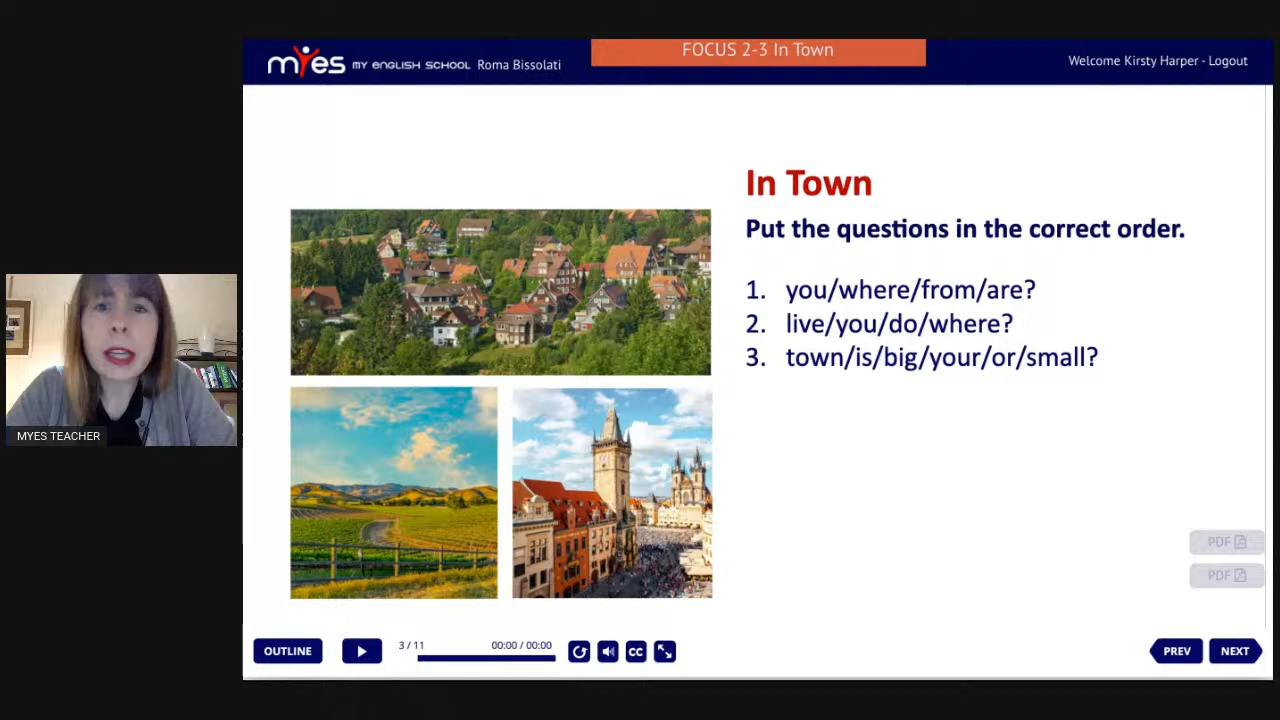 FOCUS 2-3 In Town
myes MY ENGLISH SCHOOL Roma Bissolati
Welcome Kirsty Harper - Logout
In Town
Put the questions in the correct order.
1. you/where/from/are?
2. live/you/do/where?
3. town/is/big/your/or/small?
MYES TEACHER
PDF
PDF
OUTLINE
3 / 11
00:00 / 00:00
CC
PREV
NEXT